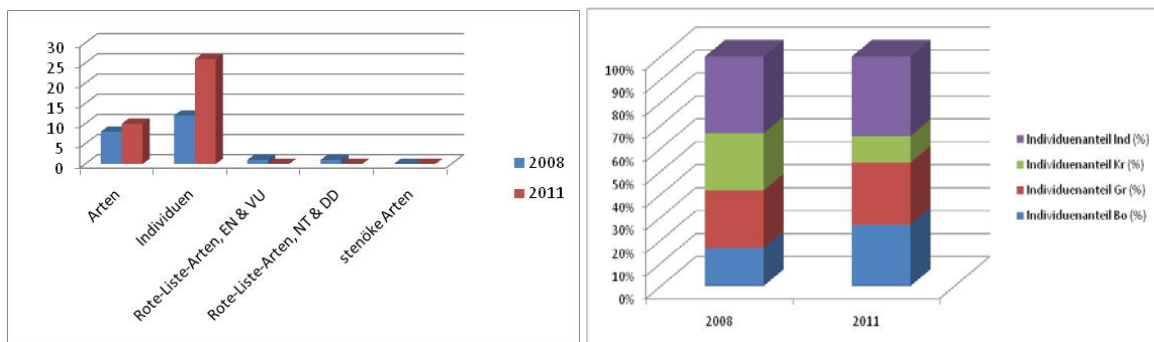 30
25
20
15
10
5
0
Arten
Individuen
Rote-Liste-Arten, EN & VU
Rote-Liste-Arten, NT & DD
stenöke Arten
2008
2011
100%
90%
80%
70%
60%
50%
40%
30%
20%
10%
0%
2008
2011
Individuenanteil Ind (%)
Individuenanteil Kr (%)
Individuenanteil Gr (%)
Individuenanteil Bo (%)